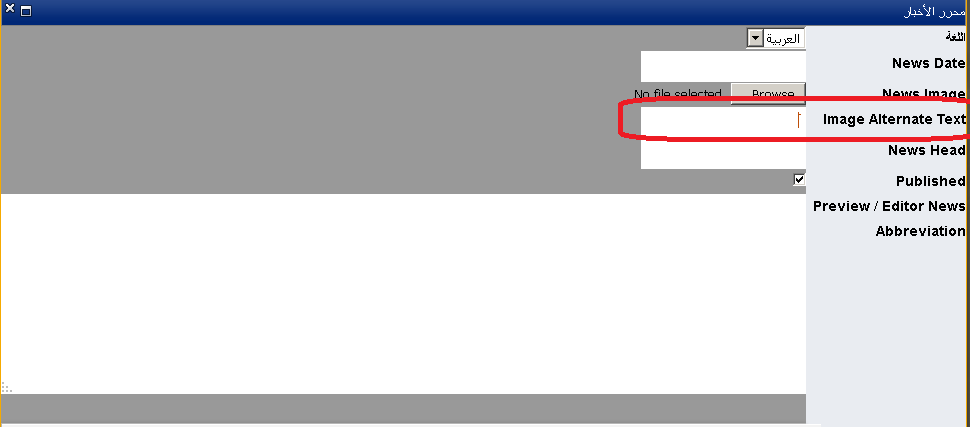 محرر الأخبار
اللغة العربية
News Date
News Image Browse No file selected
Image Alternate Text
News Head
Published
Preview / Editor News
Abbreviation